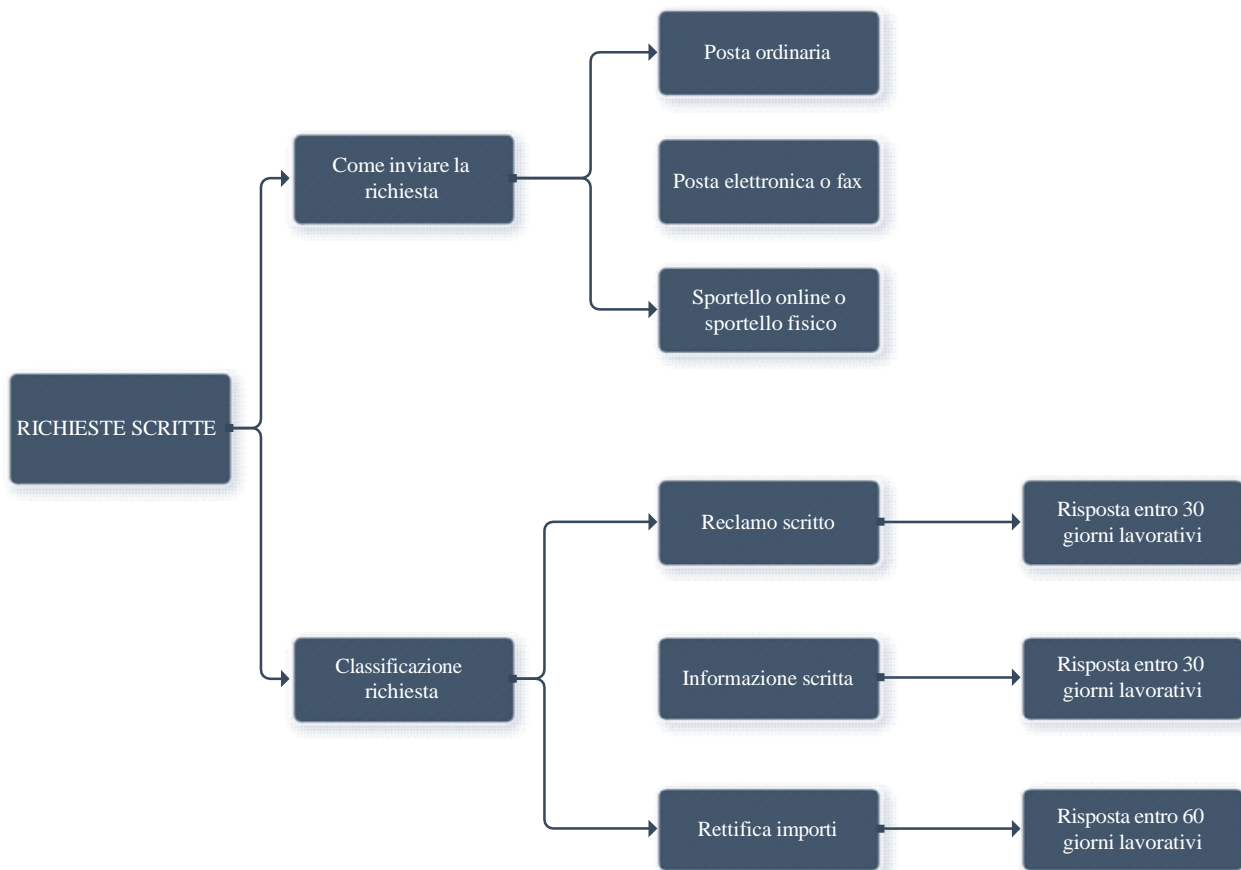 Posta ordinaria
Come inviare la
richiesta
Posta elettronica o fax
Sportello online o
sportello fisico
RICHIESTE SCRITTE
Reclamo scritto
Risposta entro 30
giorni lavorativi
Classificazione
richiesta
Informazione scritta
Risposta entro 30
giorni lavorativi
Rettifica importi
Risposta entro 60
giorni lavorativi